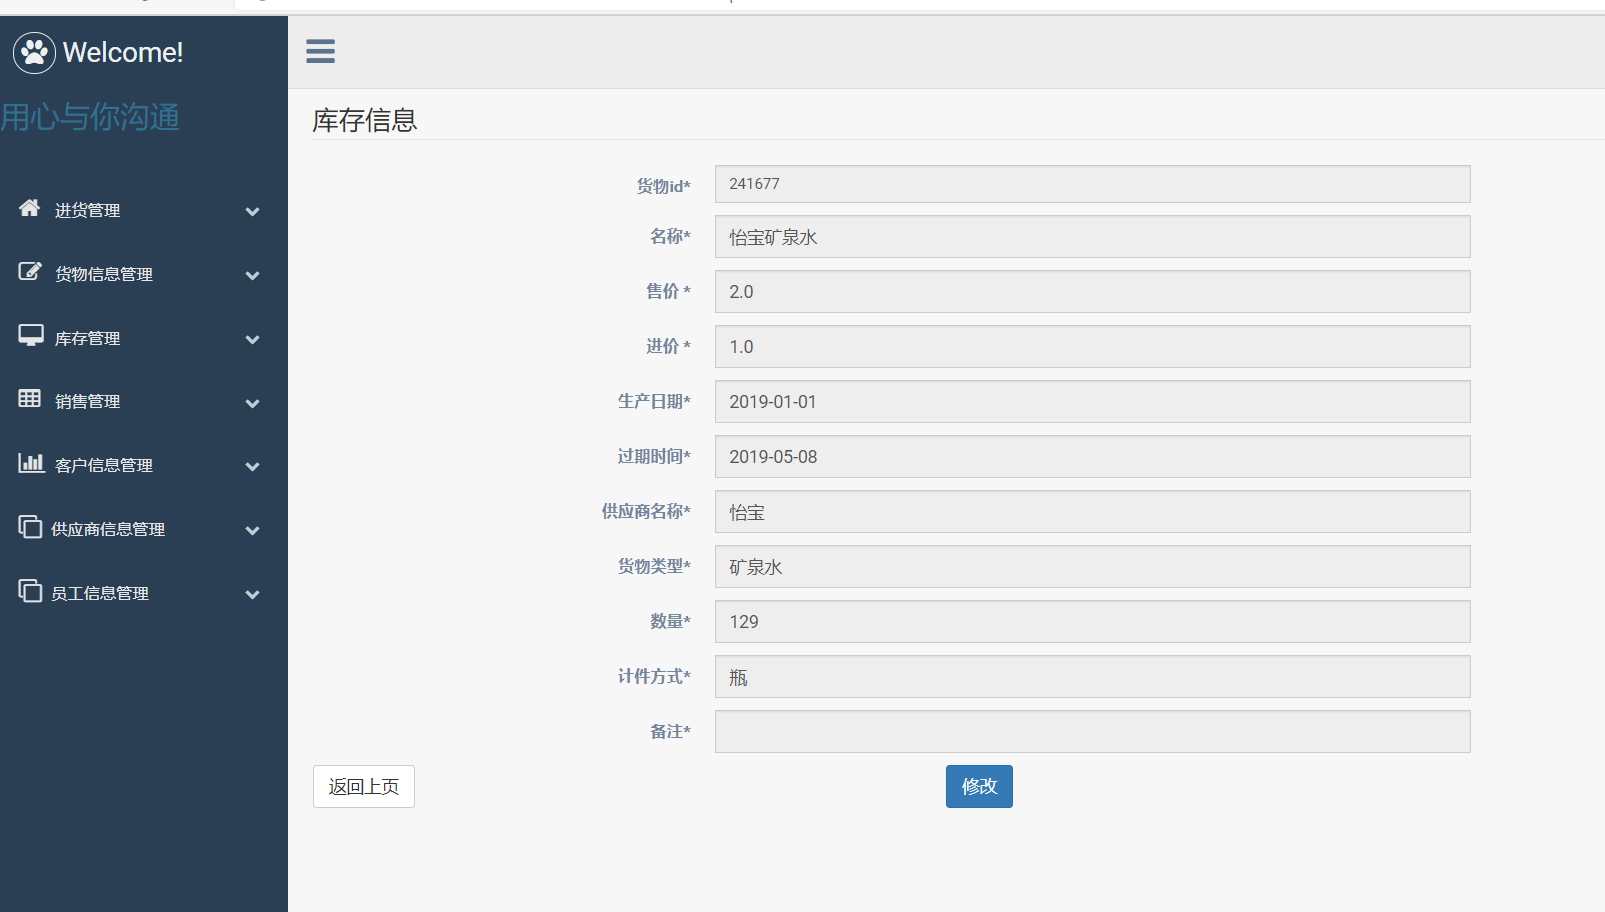 Welcome!
用心与你沟通
进货管理
货物信息管理
库存管理
销售管理
客户信息管理
供应商信息管理
员工信息管理
库存信息
货物id* 241677
名称* 怡宝矿泉水
售价 * 2.0
进价 * 1.0
生产日期* 2019-01-01
过期时间* 2019-05-08
供应商名称* 怡宝
货物类型* 矿泉水
数量* 129
计件方式* 瓶
备注*
返回上页 修改